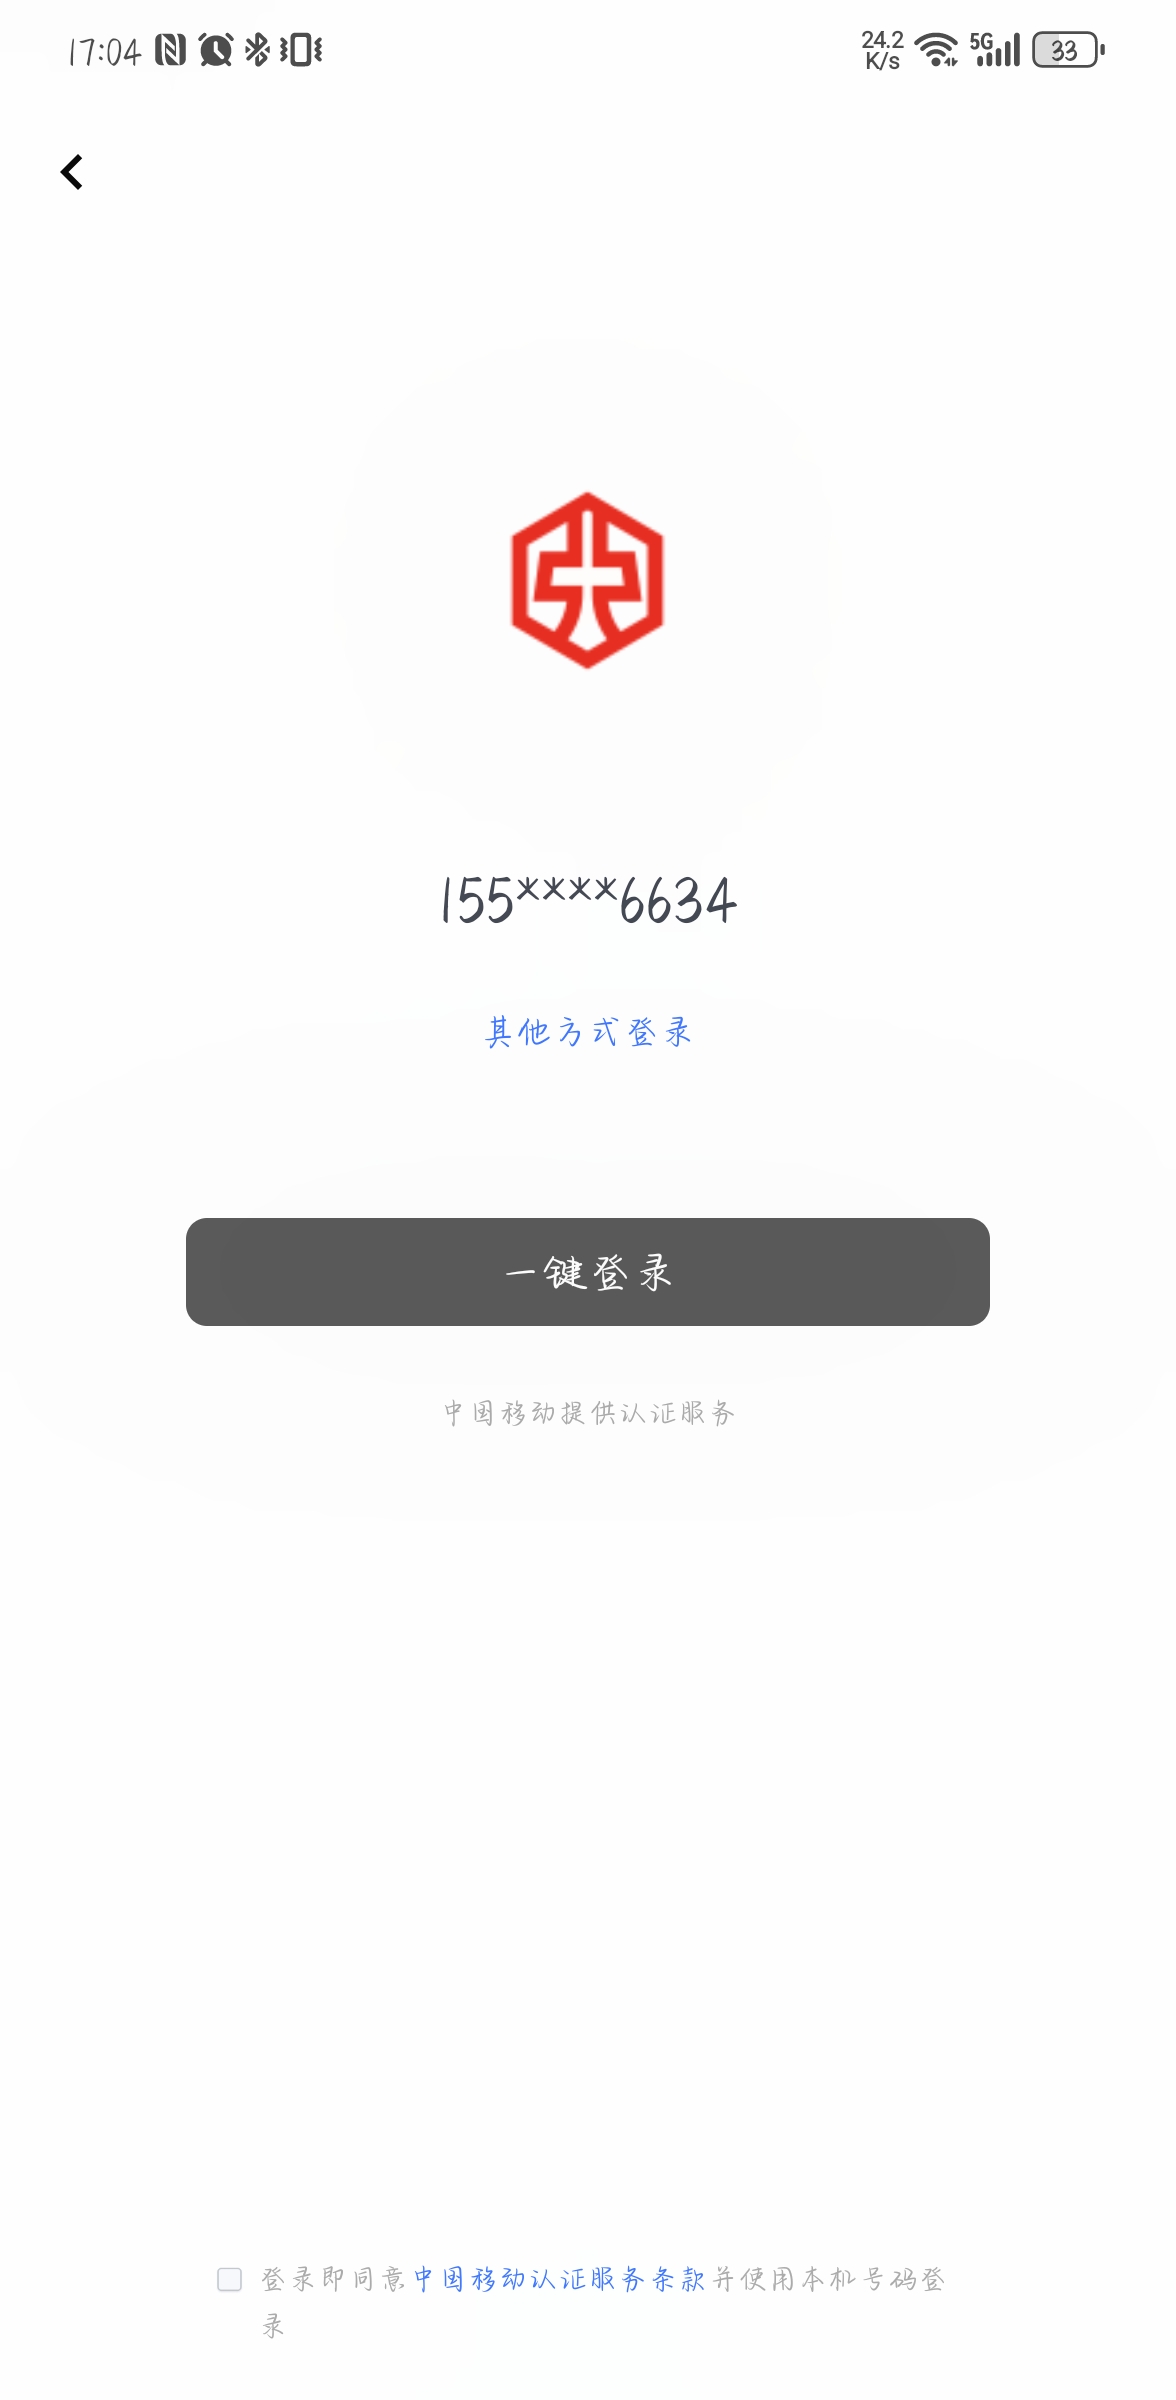 17:04
24.2 K/s 5G 33
155****6634
其他方式登录
一键登录
中国移动提供认证服务
登录即同意中国移动认证服务条款并使用本机号码登
录